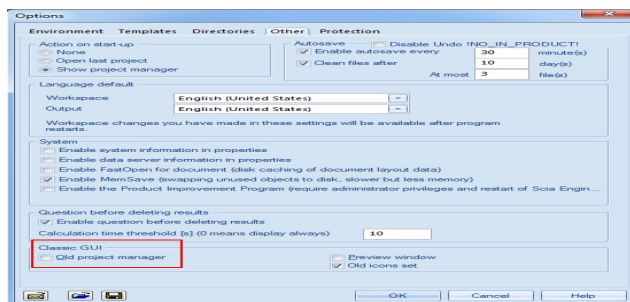 Options
Environment Templates Directories Other Protection
Action on start-up
None
Open last project
Show project manager
Autosave
Disable Undo !NO_IN_PRODUCT!
Enable autosave every 30 minute(s)
Clean files after 10 day(s)
At most 3 file(s)
Language default
Workspace English (United States)
Output English (United States)
Workspace changes you have made in these settings will be available after program
restarts.
System
Enable system information in properties
Enable data server information in properties
Enable FastOpen for document (disk caching of document layout data)
Enable MemSave (swapping unused objects to disk, slower but less memory)
Enable the Product Improvement Program (require administrator privileges and restart of Scia Engin...
Question before deleting results
Enable question before deleting results
Calculation time threshold [s] (0 means display always) 10
Classic GUI
Old project manager
Preview window
Old icons set
OK Cancel Help